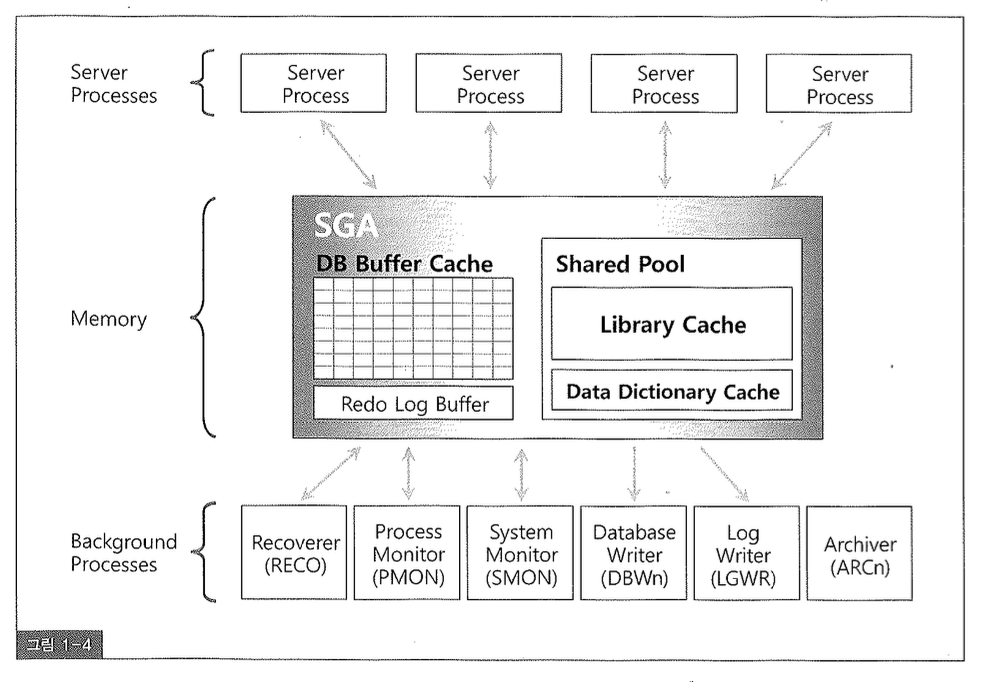 Server
Processes
Server
Process
Server
Process
Server
Process
Server
Process
Memory
SGA
DB Buffer Cache
Redo Log Buffer
Shared Pool
Library Cache
Data Dictionary Cache
Background
Processes
Recoverer
(RECO)
Process
Monitor
(PMON)
System
Monitor
(SMON)
Database
Writer
(DBWn)
Log
Writer
(LGWR)
Archiver
(ARCn)
그림 1-4